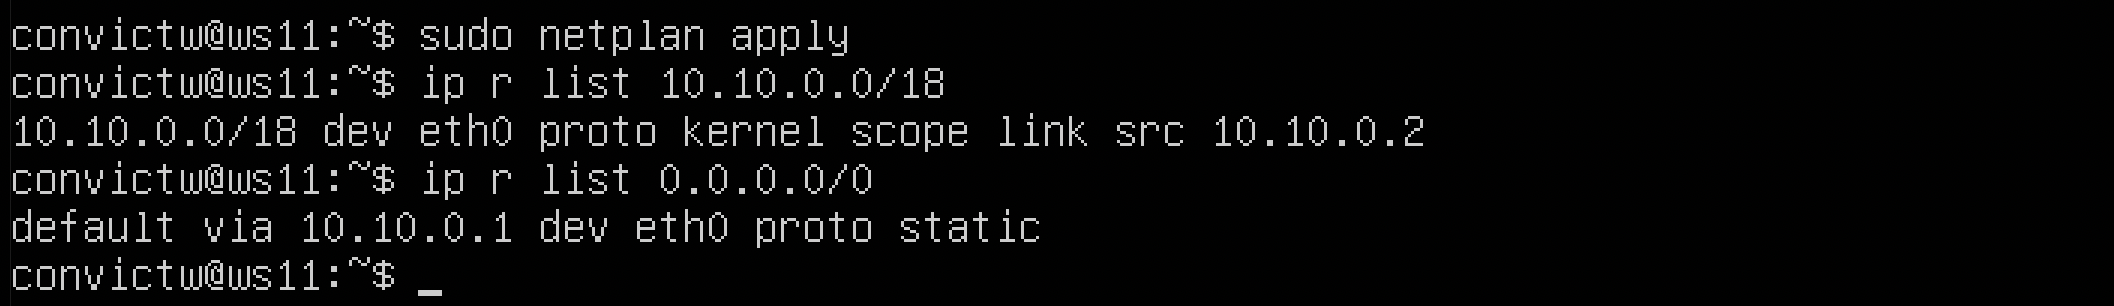 convictw@ws11:~$ sudo netplan apply
convictw@ws11:~$ ip r list 10.10.0.0/18
10.10.0.0/18 dev eth0 proto kernel scope link src 10.10.0.2
convictw@ws11:~$ ip r list 0.0.0.0/0
default via 10.10.0.1 dev eth0 proto static
convictw@ws11:~$ _